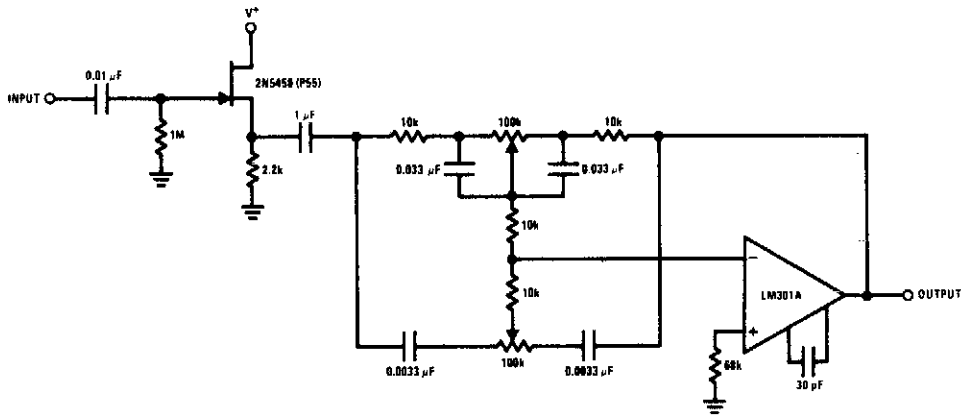 V+
0.01 µF
2N5459 (P55)
INPUT
1 µF
10k
100k
10k
1M
2.2k
0.033 µF
0.033 µF
10k
10k
−
LM301A
OUTPUT
+
0.0033 µF
100k
0.0033 µF
68k
30 pF